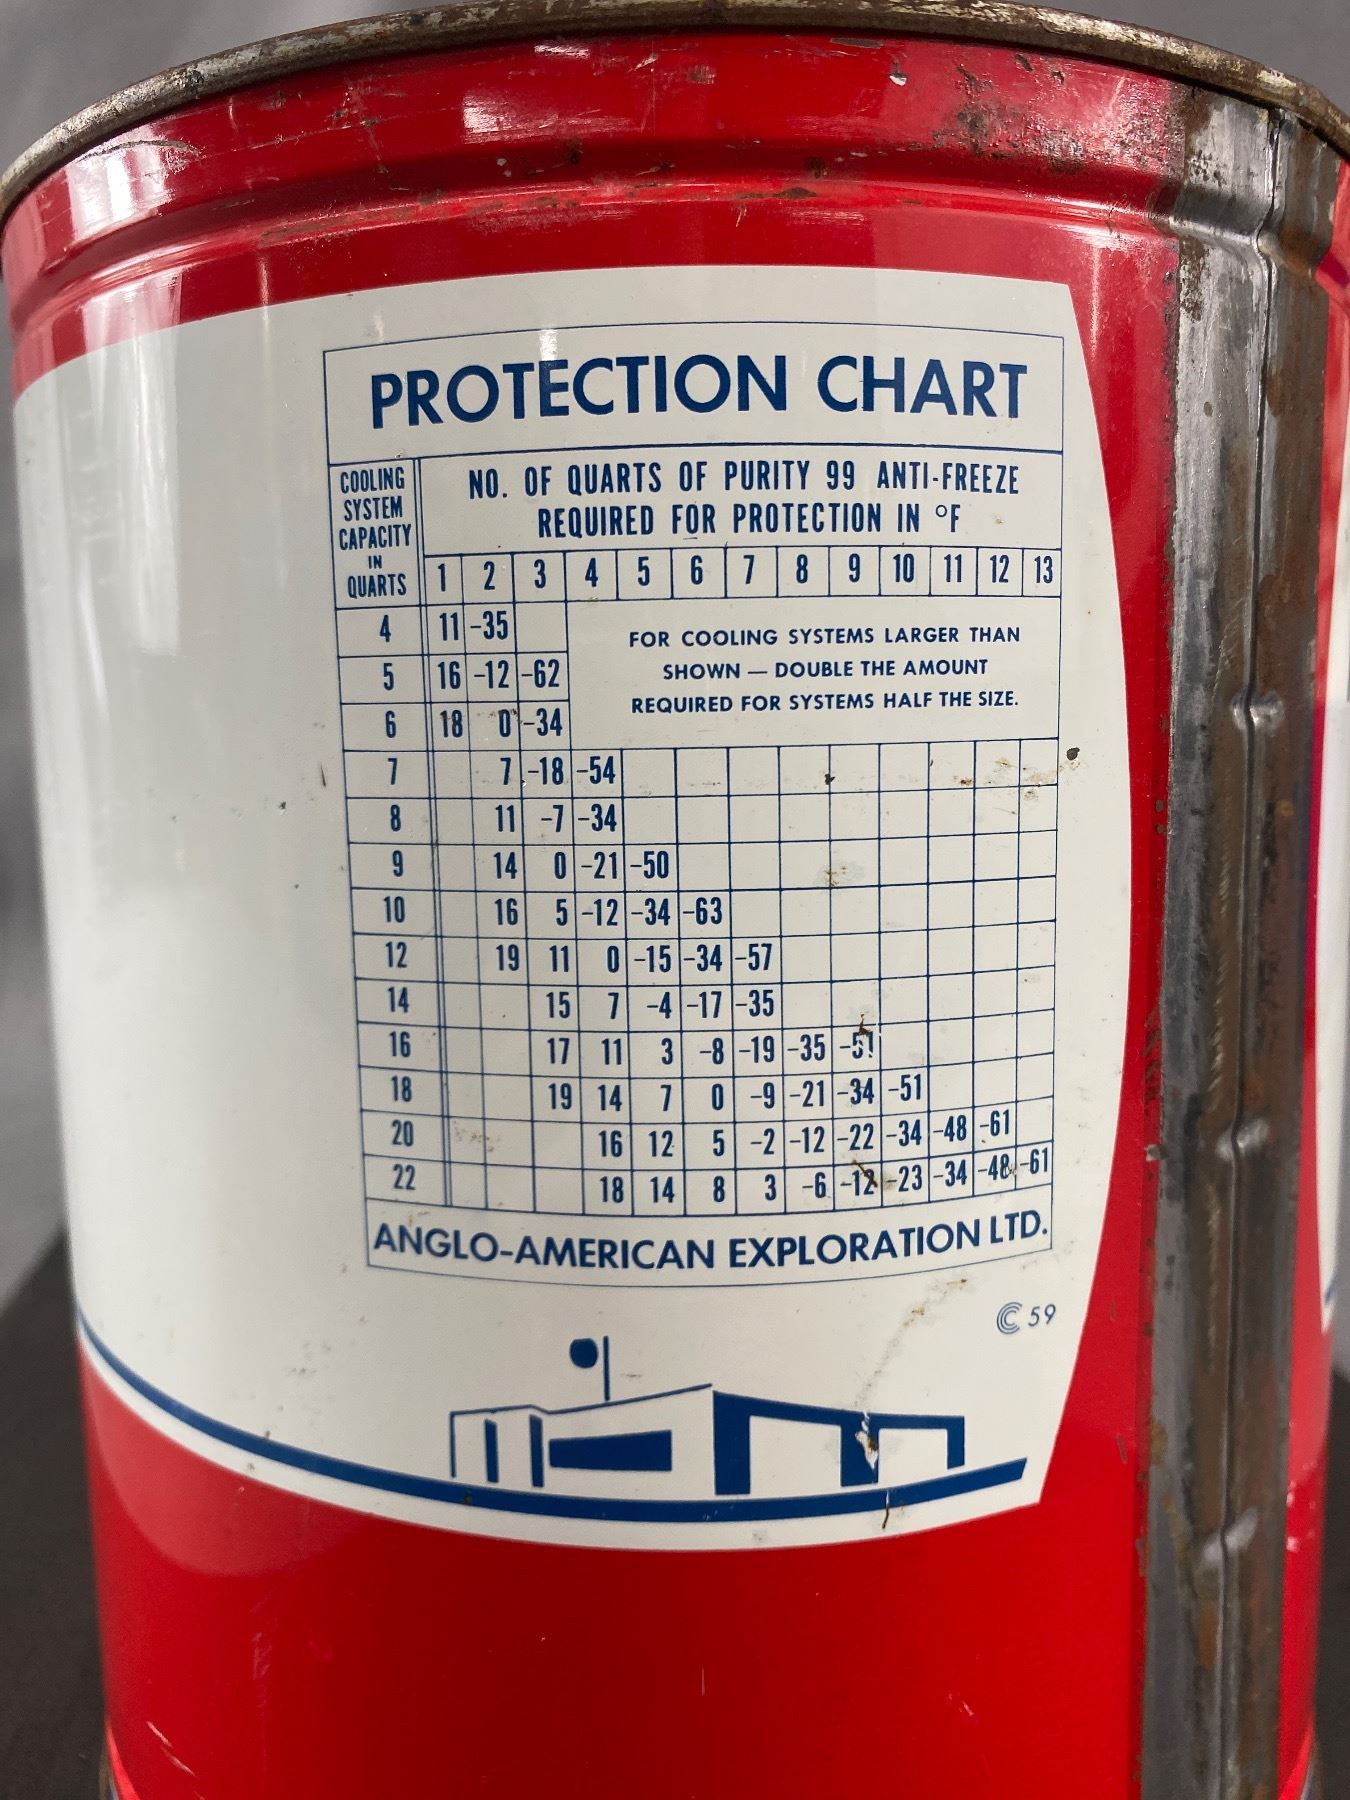 PROTECTION CHART
COOLING
SYSTEM
CAPACITY
IN
QUARTS
NO. OF QUARTS OF PURITY 99 ANTI-FREEZE
REQUIRED FOR PROTECTION IN °F
1 2 3 4 5 6 7 8 9 10 11 12 13
4 11 -35
FOR COOLING SYSTEMS LARGER THAN
SHOWN — DOUBLE THE AMOUNT
REQUIRED FOR SYSTEMS HALF THE SIZE.
5 16 -12 -62
6 18 0 -34
7 7 -18 -54
8 11 -7 -34
9 14 0 -21 -50
10 16 5 -12 -34 -63
12 19 11 0 -15 -34 -57
14 15 7 -4 -17 -35
16 17 11 3 -8 -19 -35 -51
18 19 14 7 0 -9 -21 -34 -51
20 16 12 5 -2 -12 -22 -34 -48 -61
22 18 14 8 3 -6 -12 -23 -34 -48 -61
ANGLO-AMERICAN EXPLORATION LTD.
C 59